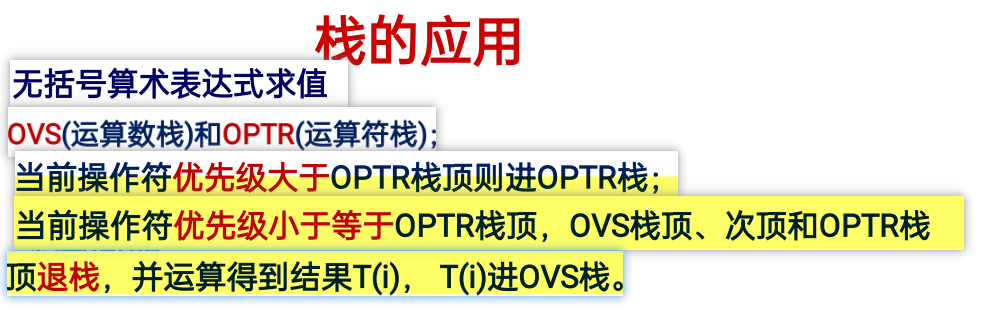 栈的应用
无括号算术表达式求值
OVS(运算数栈)和OPTR(运算符栈);
当前操作符优先级大于OPTR栈顶则进OPTR栈;
当前操作符优先级小于等于OPTR栈顶，OVS栈顶、次顶和OPTR栈
顶退栈，并运算得到结果T(i)， T(i)进OVS栈。